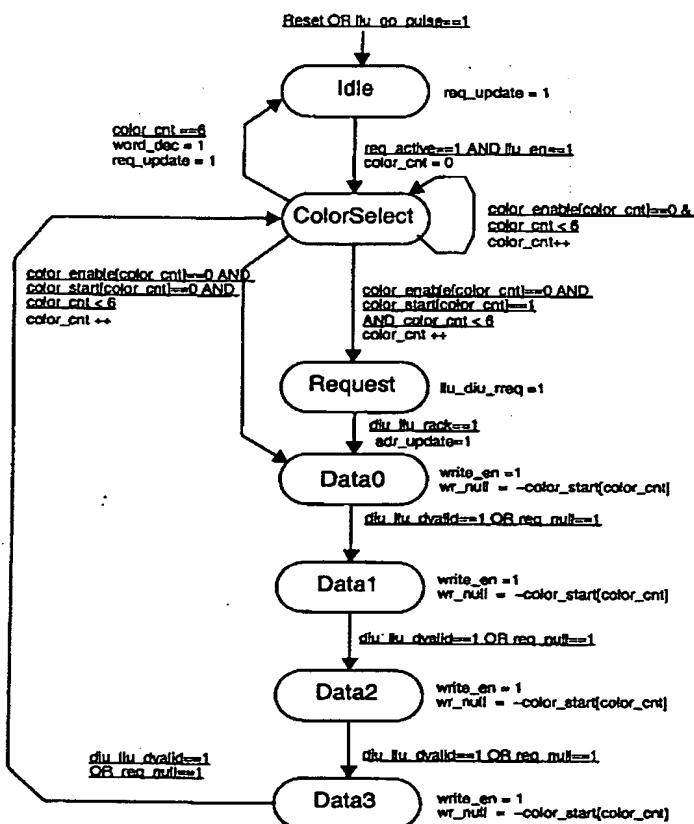 Reset OR llu_go_pulse==1
Idle
req_update = 1
color_cnt ==6
word_dec = 1
req_update = 1
req_active==1 AND llu_en==1
color_cnt = 0
ColorSelect
color_enable[color_cnt]==0 &
color_cnt < 6
color_cnt++
color_enable[color_cnt]==0 AND
color_start[color_cnt]==0 AND
color_cnt < 6
color_cnt ++
color_enable[color_cnt]==0 AND
color_start[color_cnt]==1
AND color_cnt < 6
color_cnt ++
Request
llu_diu_rreq =1
diu_llu_rack==1
adr_update=1
Data0
write_en =1
wr_null = ~color_start[color_cnt]
diu_llu_dvalid==1 OR req_null==1
Data1
write_en =1
wr_null = ~color_start[color_cnt]
diu_llu_dvalid==1 OR req_null==1
Data2
write_en = 1
wr_null = ~color_start[color_cnt]
diu_llu_dvalid==1 OR req_null==1
diu_llu_dvalid==1
OR req_null==1
Data3
write_en = 1
wr_null = ~color_start[color_cnt]